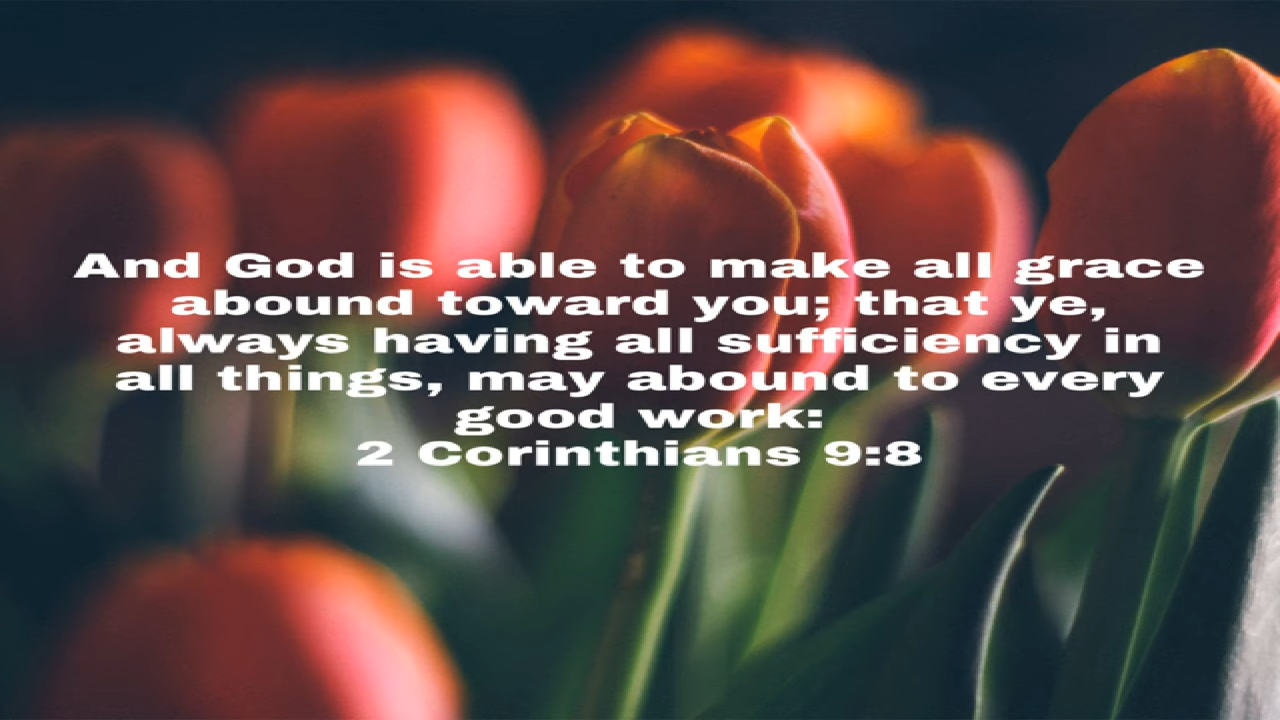 And God is able to make all grace
abound toward you; that ye,
always having all sufficiency in
all things, may abound to every
good work:
2 Corinthians 9:8